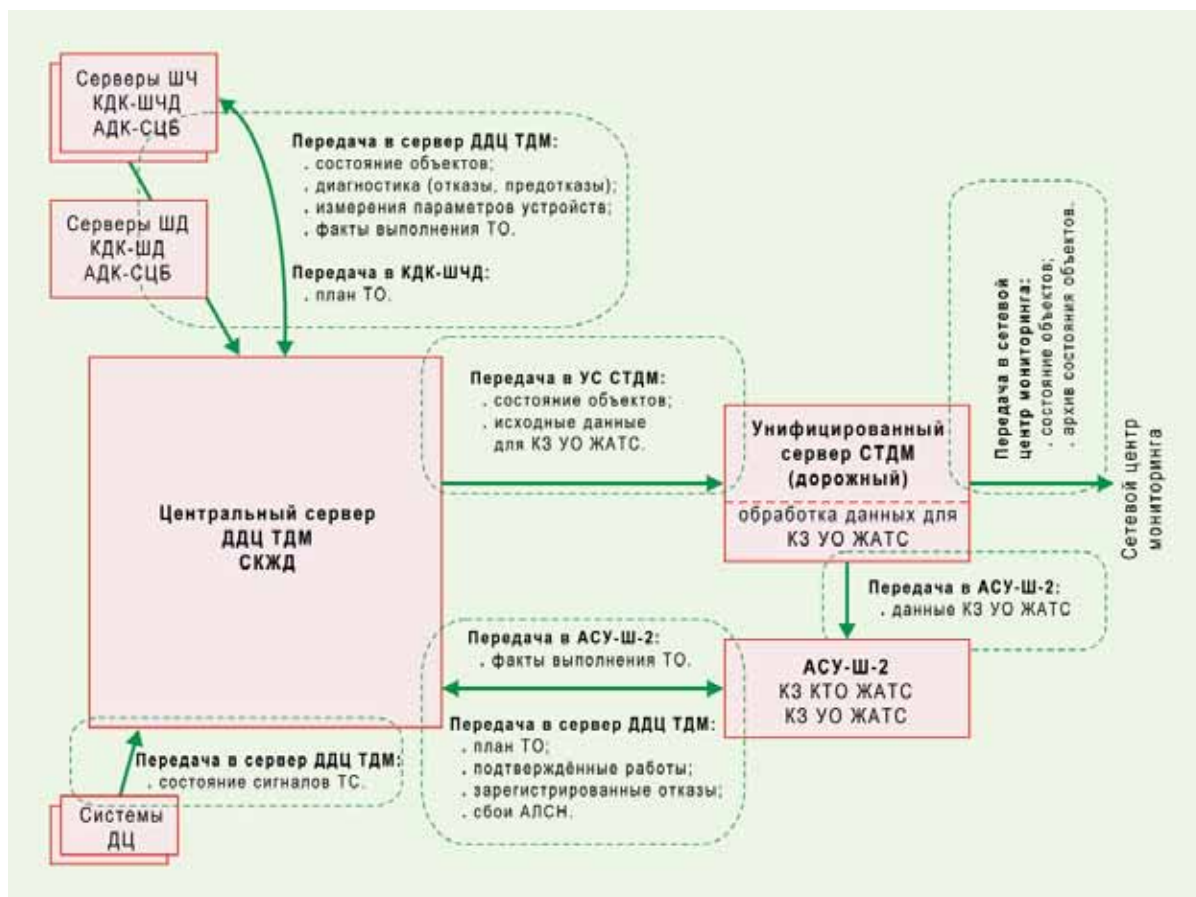 Серверы ШЧ
КДК-ШЧД
АДК-СЦБ
Передача в сервер ДДЦ ТДМ:
. состояние объектов;
. диагностика (отказы, предотказы);
. измерения параметров устройств;
. факты выполнения ТО.
Передача в КДК-ШЧД:
. план ТО.
Серверы ШД
КДК-ШД
АДК-СЦБ
Передача в УС СТДМ:
. состояние объектов;
. исходные данные
для КЗ УО ЖАТС.
Передача в сетевой
центр мониторинга:
. состояние объектов;
. архив состояния объектов.
Сетевой центр
мониторинга
Унифицированный
сервер СТДМ
(дорожный)
обработка данных для
КЗ УО ЖАТС
Центральный сервер
ДДЦ ТДМ
СКЖД
Передача в АСУ-Ш-2:
. данные КЗ УО ЖАТС
Передача в АСУ-Ш-2:
. факты выполнения ТО.
АСУ-Ш-2
КЗ КТО ЖАТС
КЗ УО ЖАТС
Передача в сервер ДДЦ ТДМ:
. план ТО;
. подтверждённые работы;
. зарегистрированные отказы;
. сбои АЛСН.
Передача в сервер ДДЦ ТДМ:
. состояние сигналов ТС.
Системы
ДЦ